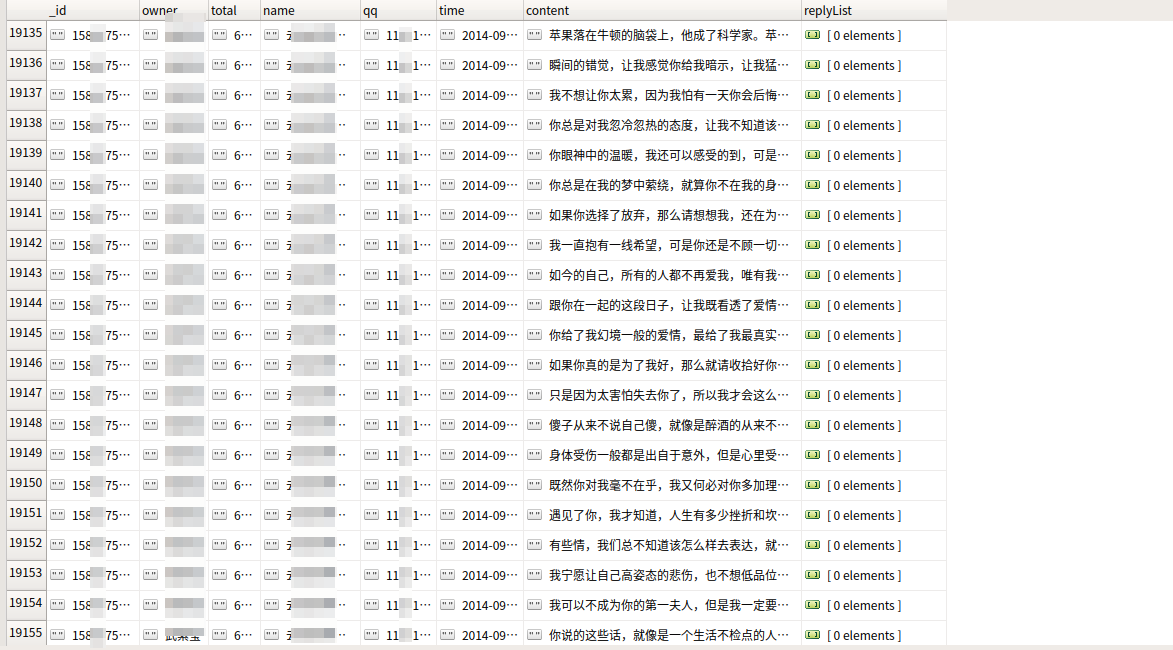 _id owner total name qq time content replyList
19135 158 75… 6… 11 1… 2014-09… 苹果落在牛顿的脑袋上，他成了科学家。苹… [ 0 elements ]
19136 158 75… 6… 11 1… 2014-09… 瞬间的错觉，让我感觉你给我暗示，让我猛… [ 0 elements ]
19137 158 75… 6… 11 1… 2014-09… 我不想让你太累，因为我怕有一天你会后悔… [ 0 elements ]
19138 158 75… 6… 11 1… 2014-09… 你总是对我忽冷忽热的态度，让我不知道该… [ 0 elements ]
19139 158 75… 6… 11 1… 2014-09… 你眼神中的温暖，我还可以感受的到，可是… [ 0 elements ]
19140 158 75… 6… 11 1… 2014-09… 你总是在我的梦中萦绕，就算你不在我的身… [ 0 elements ]
19141 158 75… 6… 11 1… 2014-09… 如果你选择了放弃，那么请想想我，还在为… [ 0 elements ]
19142 158 75… 6… 11 1… 2014-09… 我一直抱有一线希望，可是你还是不顾一切… [ 0 elements ]
19143 158 75… 6… 11 1… 2014-09… 如今的自己，所有的人都不再爱我，唯有我… [ 0 elements ]
19144 158 75… 6… 11 1… 2014-09… 跟你在一起的这段日子，让我既看透了爱情… [ 0 elements ]
19145 158 75… 6… 11 1… 2014-09… 你给了我幻境一般的爱情，最给了我最真实… [ 0 elements ]
19146 158 75… 6… 11 1… 2014-09… 如果你真的是为了我好，那么就请收拾好你… [ 0 elements ]
19147 158 75… 6… 11 1… 2014-09… 只是因为太害怕失去你了，所以我才会这么… [ 0 elements ]
19148 158 75… 6… 11 1… 2014-09… 傻子从来不说自己傻，就像是醉酒的从来不… [ 0 elements ]
19149 158 75… 6… 11 1… 2014-09… 身体受伤一般都是出自于意外，但是心里受… [ 0 elements ]
19150 158 75… 6… 11 1… 2014-09… 既然你对我毫不在乎，我又何必对你多加理… [ 0 elements ]
19151 158 75… 6… 11 1… 2014-09… 遇见了你，我才知道，人生有多少挫折和坎… [ 0 elements ]
19152 158 75… 6… 11 1… 2014-09… 有些情，我们总不知道该怎么样去表达，就… [ 0 elements ]
19153 158 75… 6… 11 1… 2014-09… 我宁愿让自己高姿态的悲伤，也不想低品位… [ 0 elements ]
19154 158 75… 6… 11 1… 2014-09… 我可以不成为你的第一夫人，但是我一定要… [ 0 elements ]
19155 158 75… 6… 11 1… 2014-09… 你说的这些话，就像是一个生活不检点的人… [ 0 elements ]